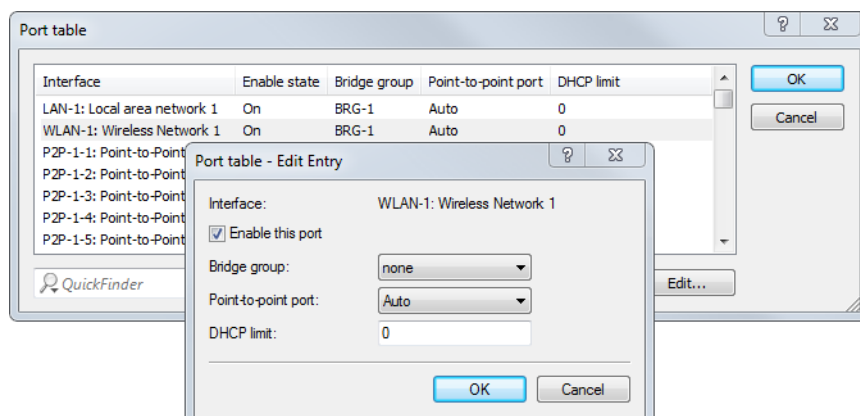 Port table
Interface Enable state Bridge group Point-to-point port DHCP limit
LAN-1: Local area network 1 On BRG-1 Auto 0
WLAN-1: Wireless Network 1 On BRG-1 Auto 0
P2P-1-1: Point-to-Point
P2P-1-2: Point-to-Point
P2P-1-3: Point-to-Point
P2P-1-4: Point-to-Point
P2P-1-5: Point-to-Point
QuickFinder
Edit...
OK
Cancel
Port table - Edit Entry
Interface: WLAN-1: Wireless Network 1
Enable this port
Bridge group: none
Point-to-point port: Auto
DHCP limit: 0
OK Cancel